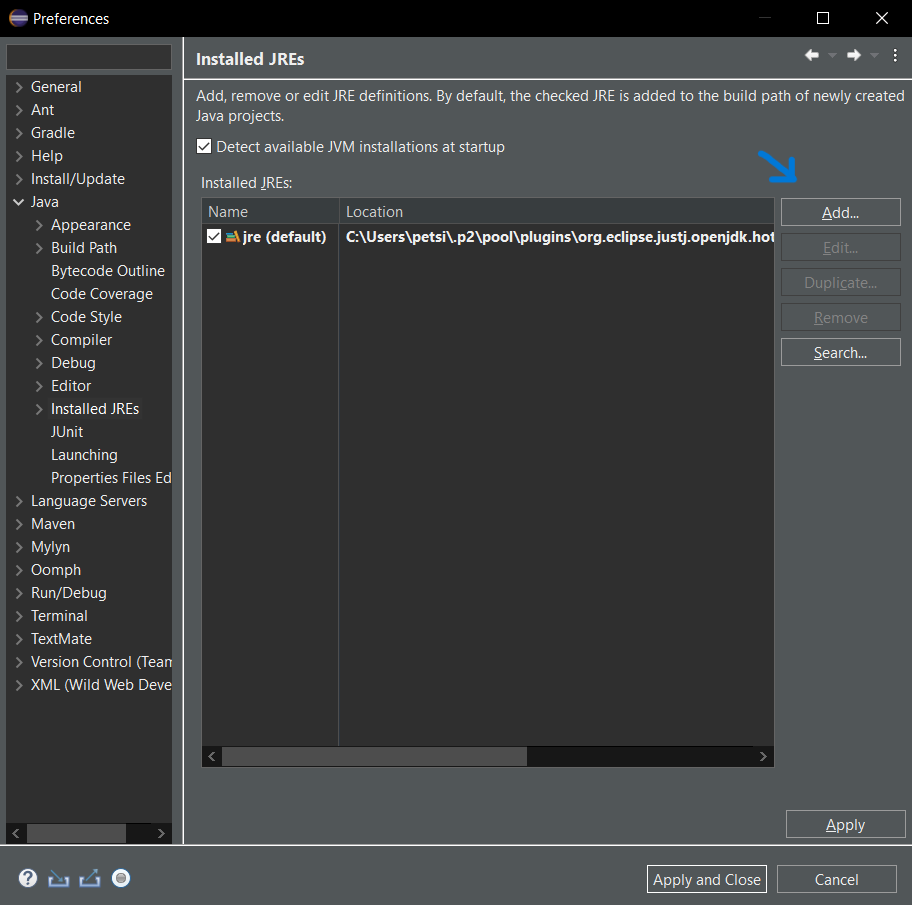 Preferences
Installed JREs
General
Ant
Gradle
Help
Install/Update
Java
Appearance
Build Path
Bytecode Outline
Code Coverage
Code Style
Compiler
Debug
Editor
Installed JREs
JUnit
Launching
Properties Files Ed
Language Servers
Maven
Mylyn
Oomph
Run/Debug
Terminal
TextMate
Version Control (Team
XML (Wild Web Deve
Add, remove or edit JRE definitions. By default, the checked JRE is added to the build path of newly created
Java projects.
Detect available JVM installations at startup
Installed JREs:
Name Location
jre (default) C:\Users\petsi\.p2\pool\plugins\org.eclipse.justj.openjdk.hot
Add...
Edit...
Duplicate...
Remove
Search...
Apply
Apply and Close Cancel